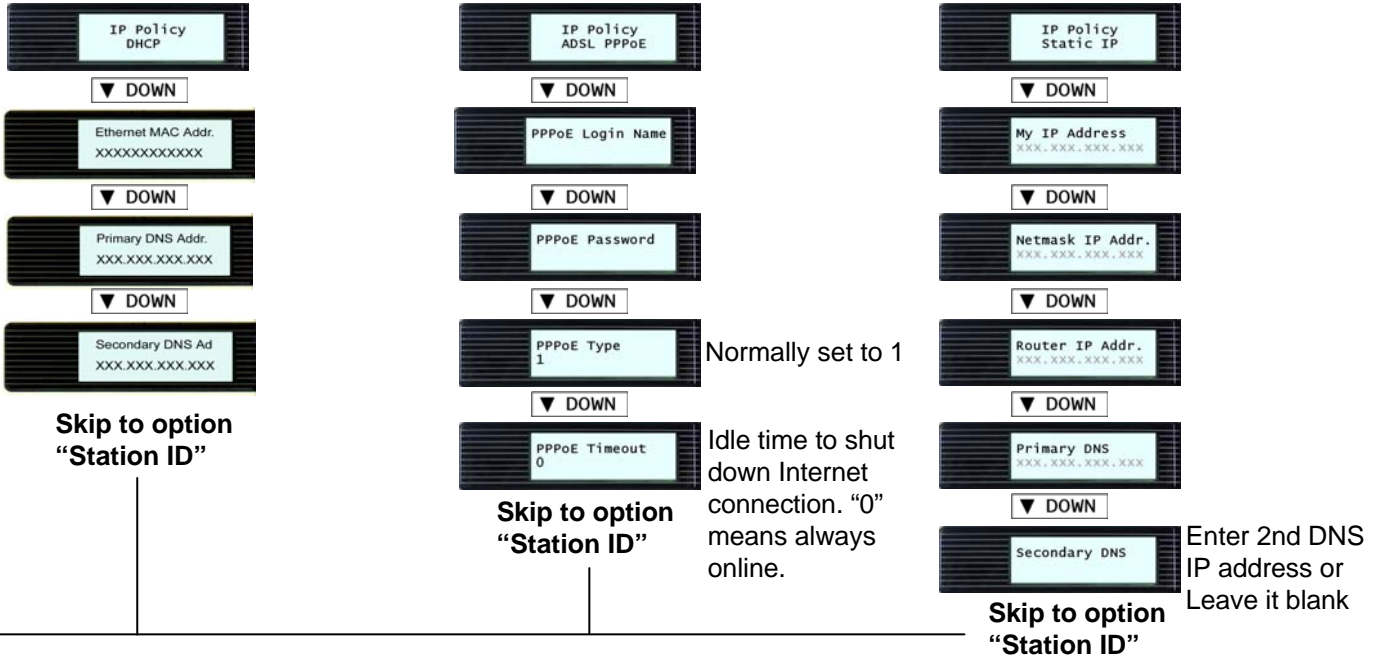 IP Policy
DHCP
▼ DOWN
Ethernet MAC Addr.
XXXXXXXXXXXX
▼ DOWN
Primary DNS Addr.
XXX.XXX.XXX.XXX
▼ DOWN
Secondary DNS Ad
XXX.XXX.XXX.XXX
Skip to option
“Station ID”
IP Policy
ADSL PPPoE
▼ DOWN
PPPoE Login Name
▼ DOWN
PPPoE Password
▼ DOWN
PPPoE Type
1
Normally set to 1
▼ DOWN
PPPoE Timeout
0
Idle time to shut
down Internet
connection. “0”
means always
online.
Skip to option
“Station ID”
IP Policy
Static IP
▼ DOWN
My IP Address
xxx.xxx.xxx.xxx
▼ DOWN
Netmask IP Addr.
xxx.xxx.xxx.xxx
▼ DOWN
Router IP Addr.
xxx.xxx.xxx.xxx
▼ DOWN
Primary DNS
xxx.xxx.xxx.xxx
▼ DOWN
Secondary DNS
Enter 2nd DNS
IP address or
Leave it blank
Skip to option
“Station ID”